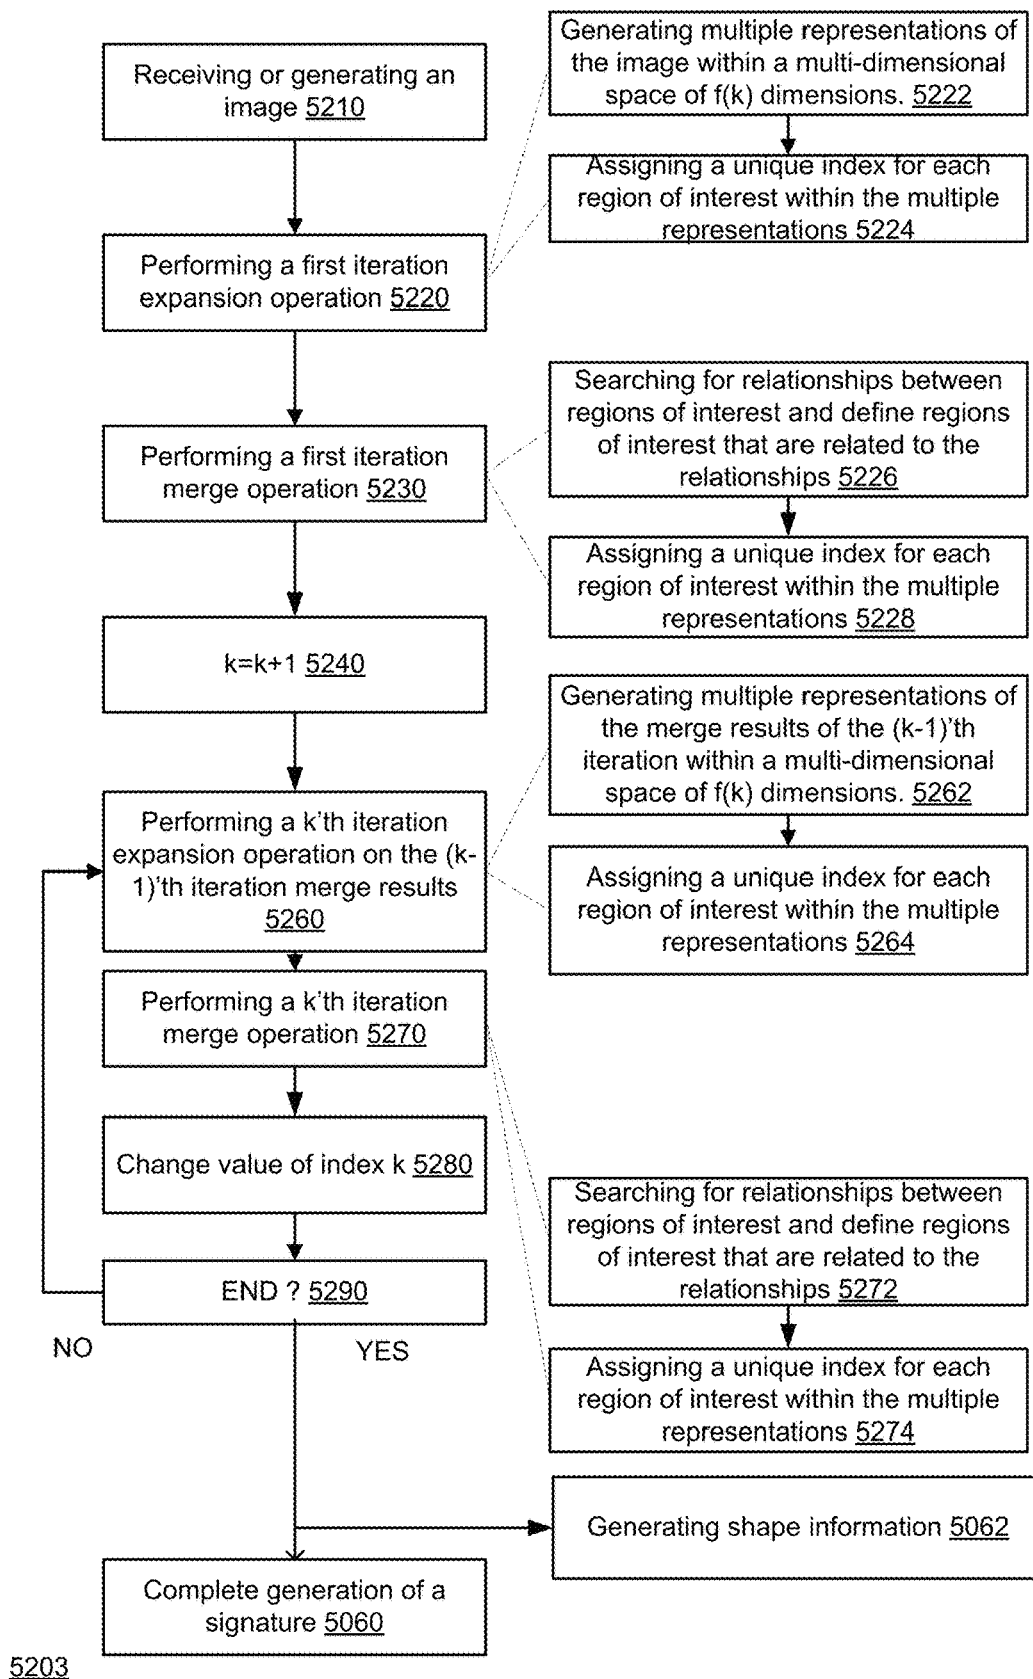 Receiving or generating an
image 5210
Generating multiple representations of
the image within a multi-dimensional
space of f(k) dimensions. 5222
Assigning a unique index for each
region of interest within the multiple
representations 5224
Performing a first iteration
expansion operation 5220
Searching for relationships between
regions of interest and define regions
of interest that are related to the
relationships 5226
Performing a first iteration
merge operation 5230
Assigning a unique index for each
region of interest within the multiple
representations 5228
k=k+1 5240
Generating multiple representations of
the merge results of the (k-1)'th
iteration within a multi-dimensional
space of f(k) dimensions. 5262
Performing a k'th iteration
expansion operation on the (k-
1)'th iteration merge results
5260
Assigning a unique index for each
region of interest within the multiple
representations 5264
Performing a k'th iteration
merge operation 5270
Change value of index k 5280
Searching for relationships between
regions of interest and define regions
of interest that are related to the
relationships 5272
END ? 5290
NO
YES
Assigning a unique index for each
region of interest within the multiple
representations 5274
Generating shape information 5062
Complete generation of a
signature 5060
5203